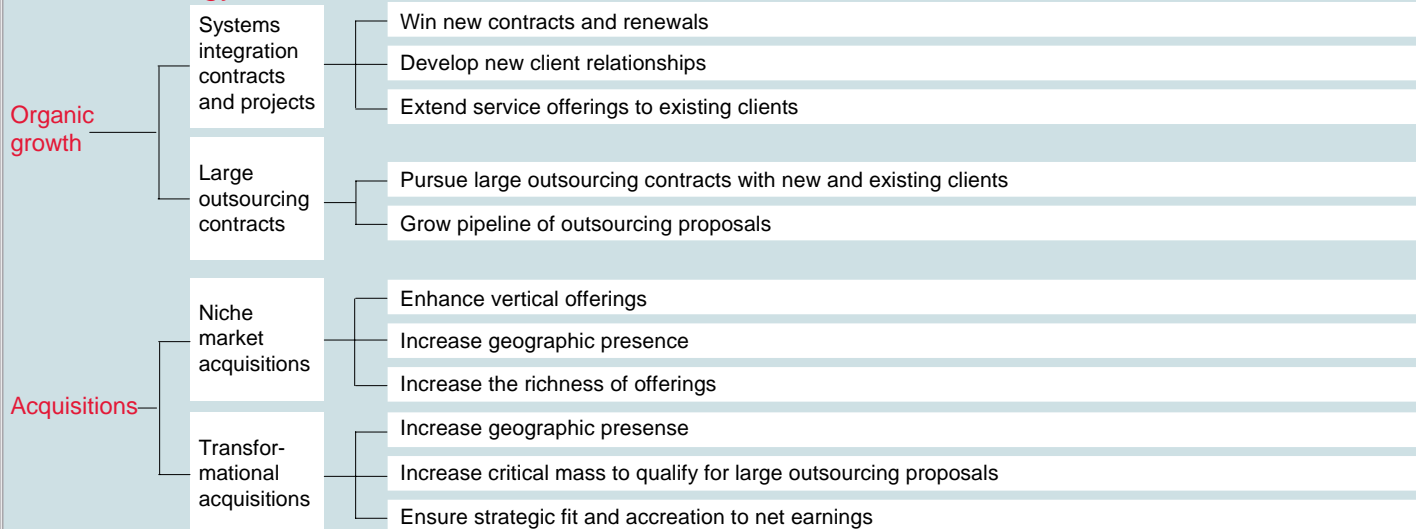 Systems
integration
contracts
and projects
Win new contracts and renewals
Develop new client relationships
Extend service offerings to existing clients
Organic
growth
Large
outsourcing
contracts
Pursue large outsourcing contracts with new and existing clients
Grow pipeline of outsourcing proposals
Niche
market
acquisitions
Enhance vertical offerings
Increase geographic presence
Increase the richness of offerings
Acquisitions
Transfor-
mational
acquisitions
Increase geographic presense
Increase critical mass to qualify for large outsourcing proposals
Ensure strategic fit and accreation to net earnings